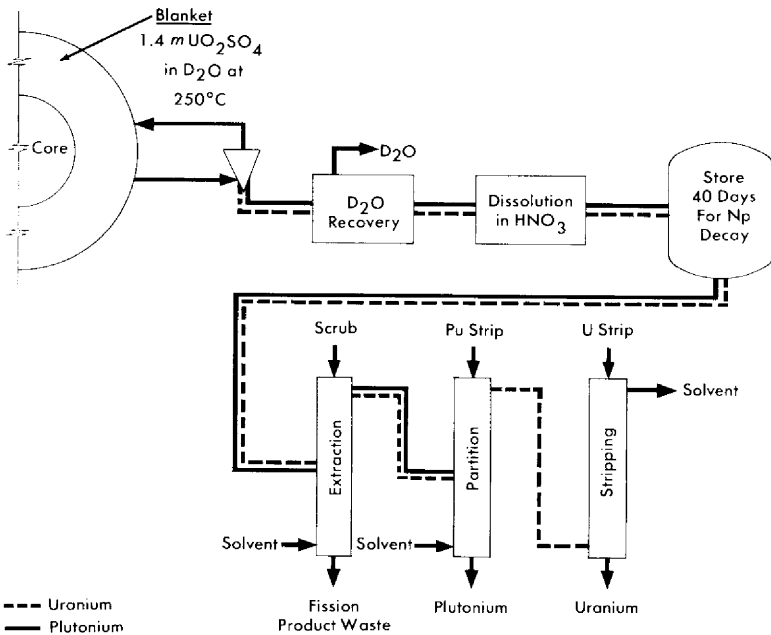 Blanket
1.4 m UO2SO4
in D2O at
250°C
Core
D2O
D2O
Recovery
Dissolution
in HNO3
Store
40 Days
For Np
Decay
Scrub
Pu Strip
U Strip
Solvent
Extraction
Partition
Stripping
Solvent
Solvent
Fission
Product Waste
Plutonium
Uranium
Uranium
Plutonium